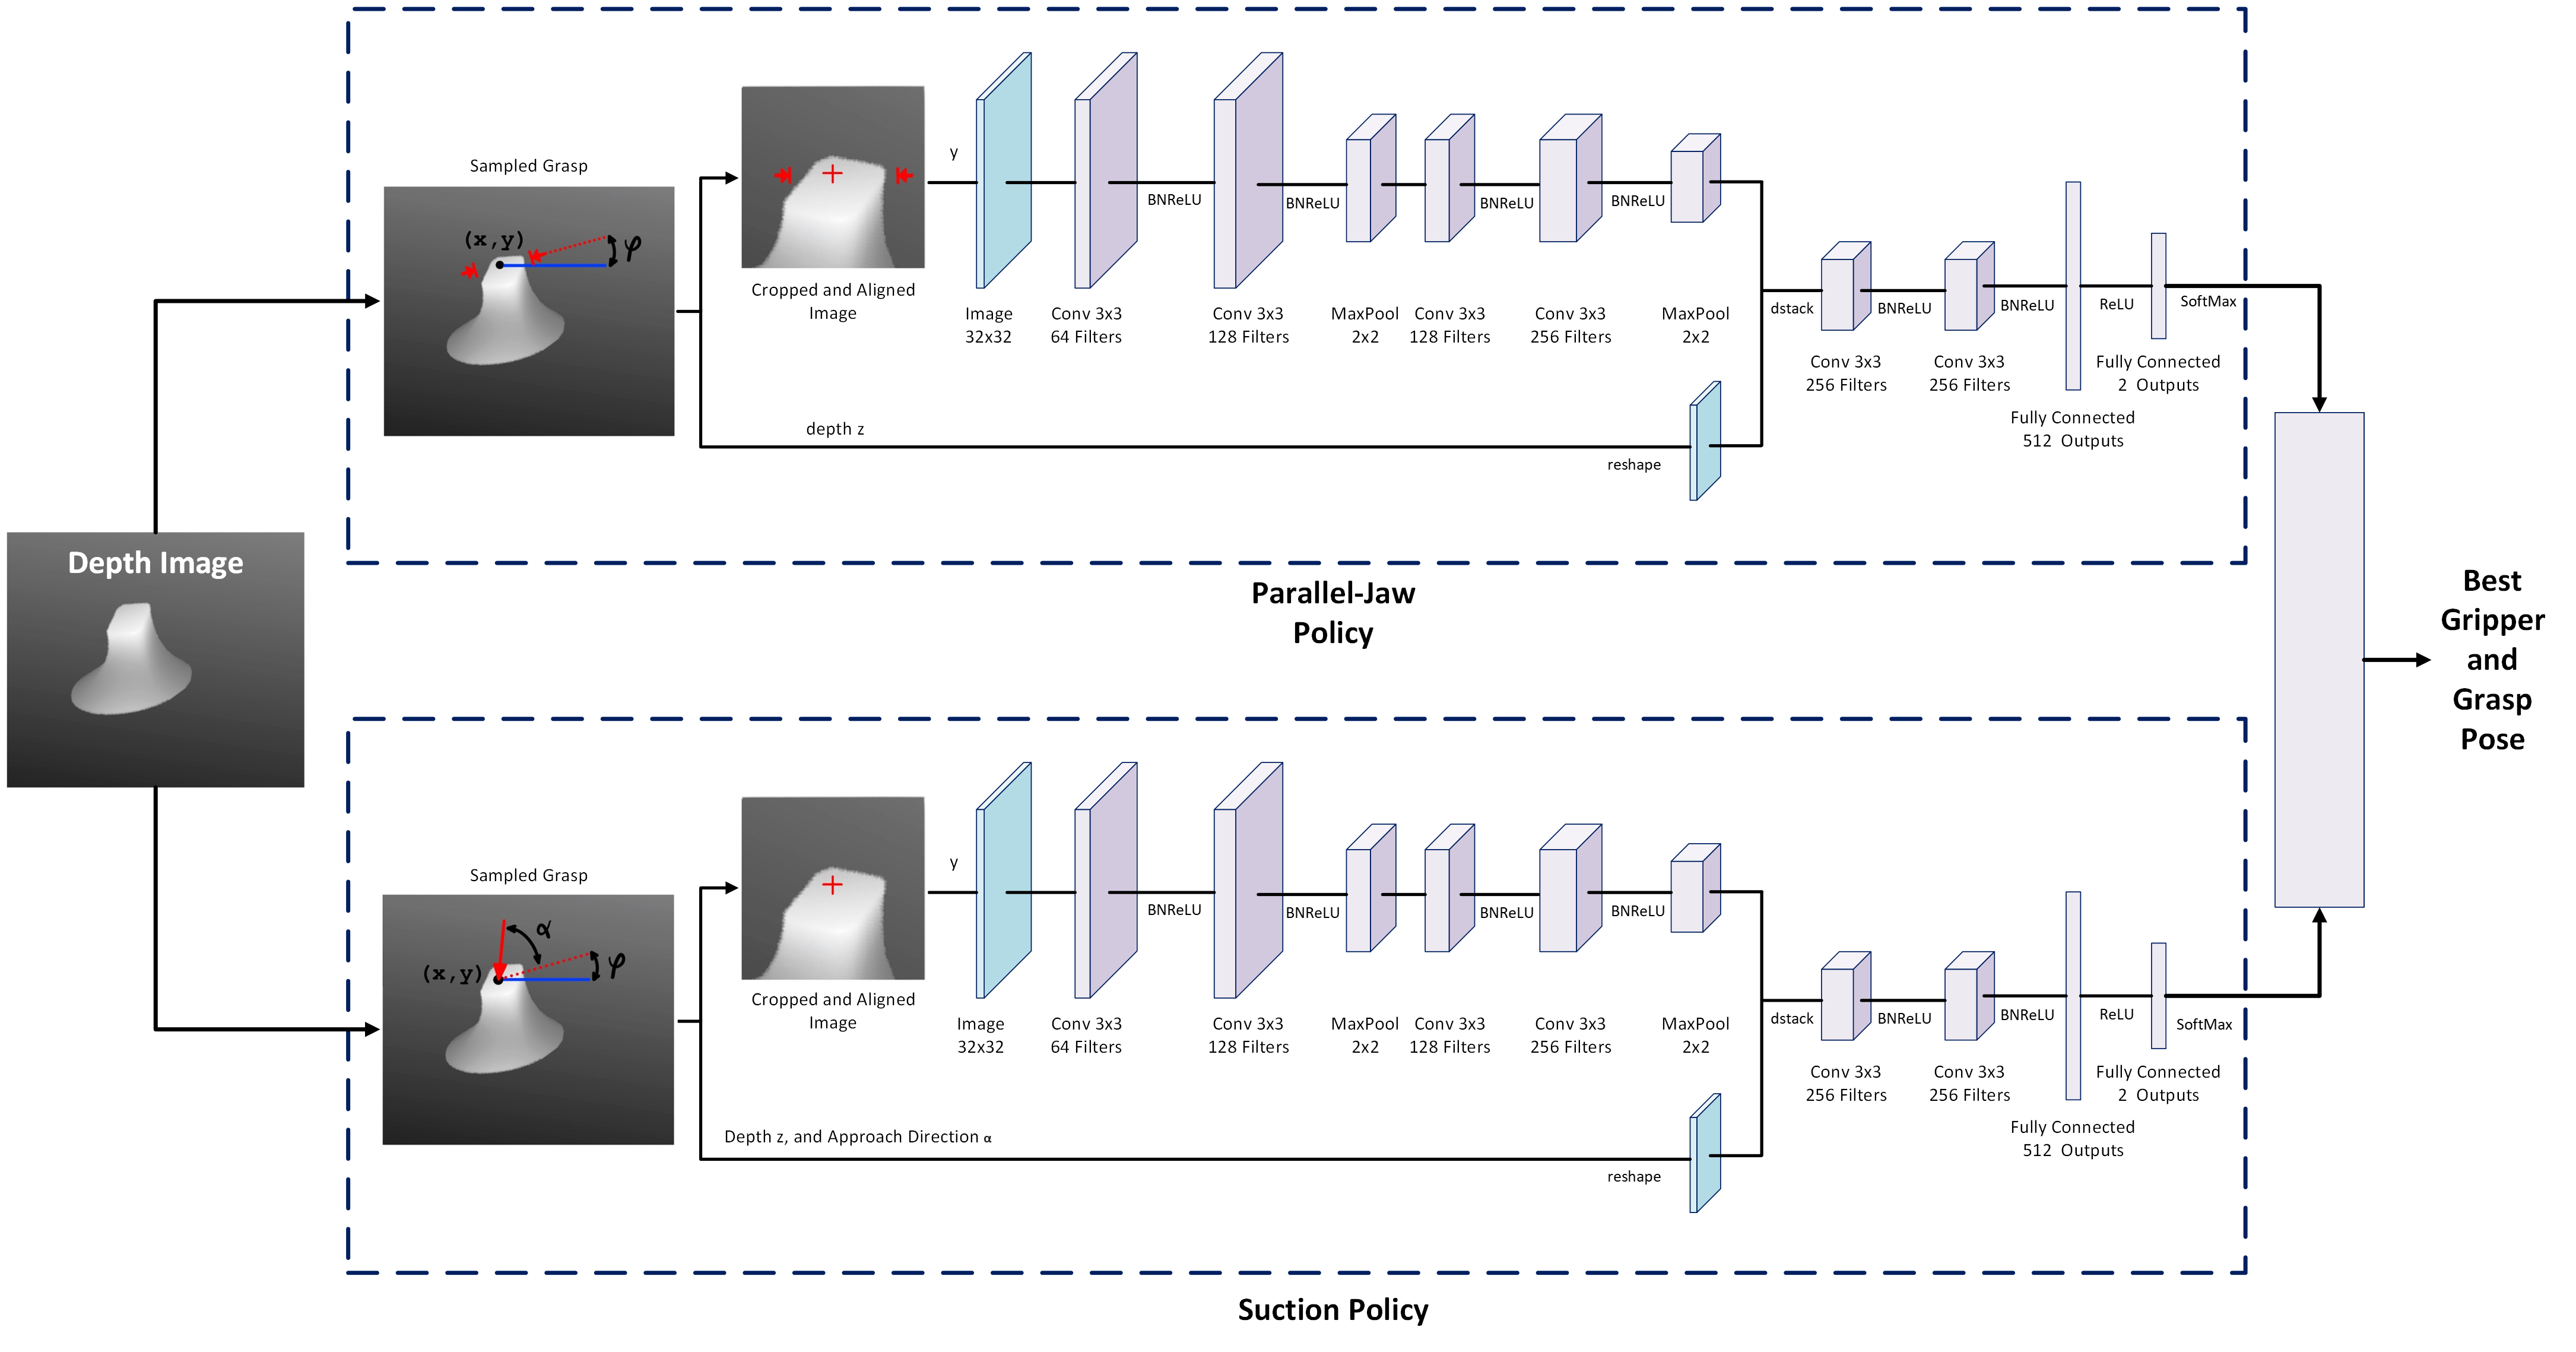 Sampled Grasp
(x,y)
φ
Cropped and Aligned
Image
y
Image
32x32
Conv 3x3
64 Filters
BNReLU
Conv 3x3
128 Filters
BNReLU
MaxPool
2x2
Conv 3x3
128 Filters
BNReLU
Conv 3x3
256 Filters
BNReLU
MaxPool
2x2
depth z
reshape
dstack
Conv 3x3
256 Filters
BNReLU
Conv 3x3
256 Filters
BNReLU
Fully Connected
512 Outputs
ReLU
Fully Connected
2 Outputs
SoftMax
Parallel-Jaw
Policy
Depth Image
Best
Gripper
and
Grasp
Pose
Sampled Grasp
α
(x,y)
φ
Cropped and Aligned
Image
y
Image
32x32
Conv 3x3
64 Filters
BNReLU
Conv 3x3
128 Filters
BNReLU
MaxPool
2x2
Conv 3x3
128 Filters
BNReLU
Conv 3x3
256 Filters
BNReLU
MaxPool
2x2
Depth z, and Approach Direction α
reshape
dstack
Conv 3x3
256 Filters
BNReLU
Conv 3x3
256 Filters
BNReLU
Fully Connected
512 Outputs
ReLU
Fully Connected
2 Outputs
SoftMax
Suction Policy